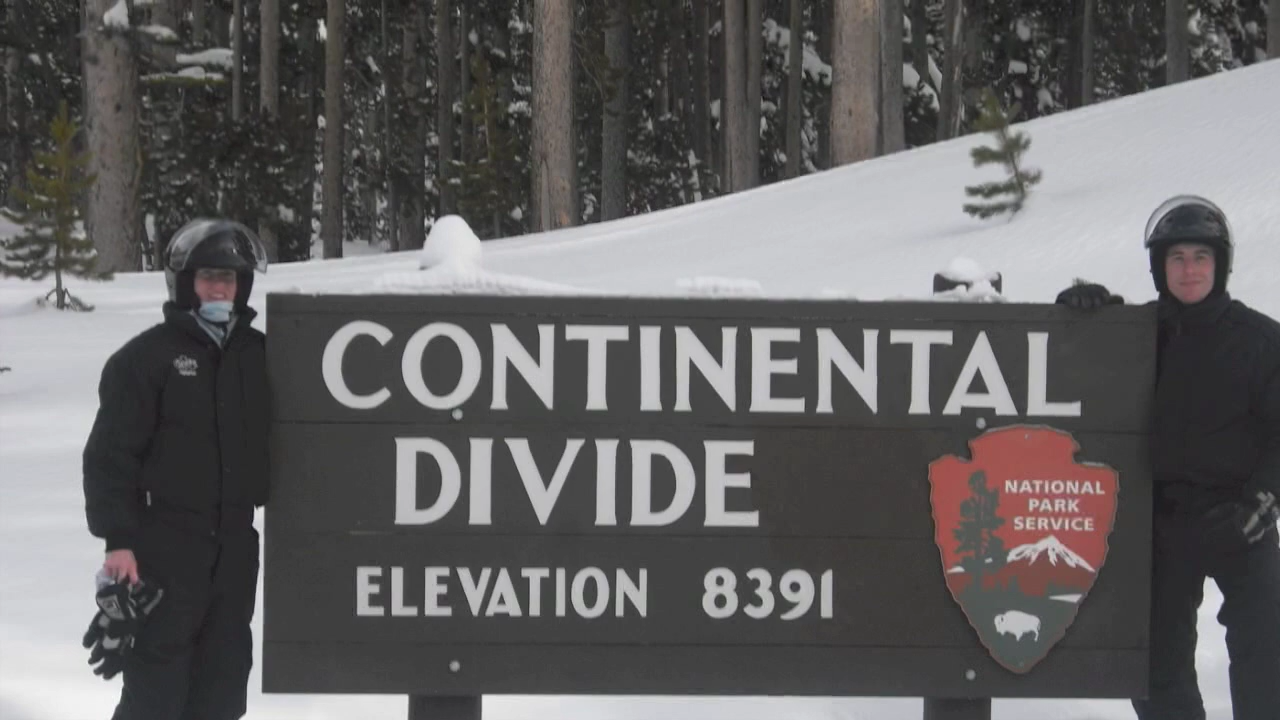 CONTINENTAL
DIVIDE
ELEVATION 8391
NATIONAL
PARK
SERVICE